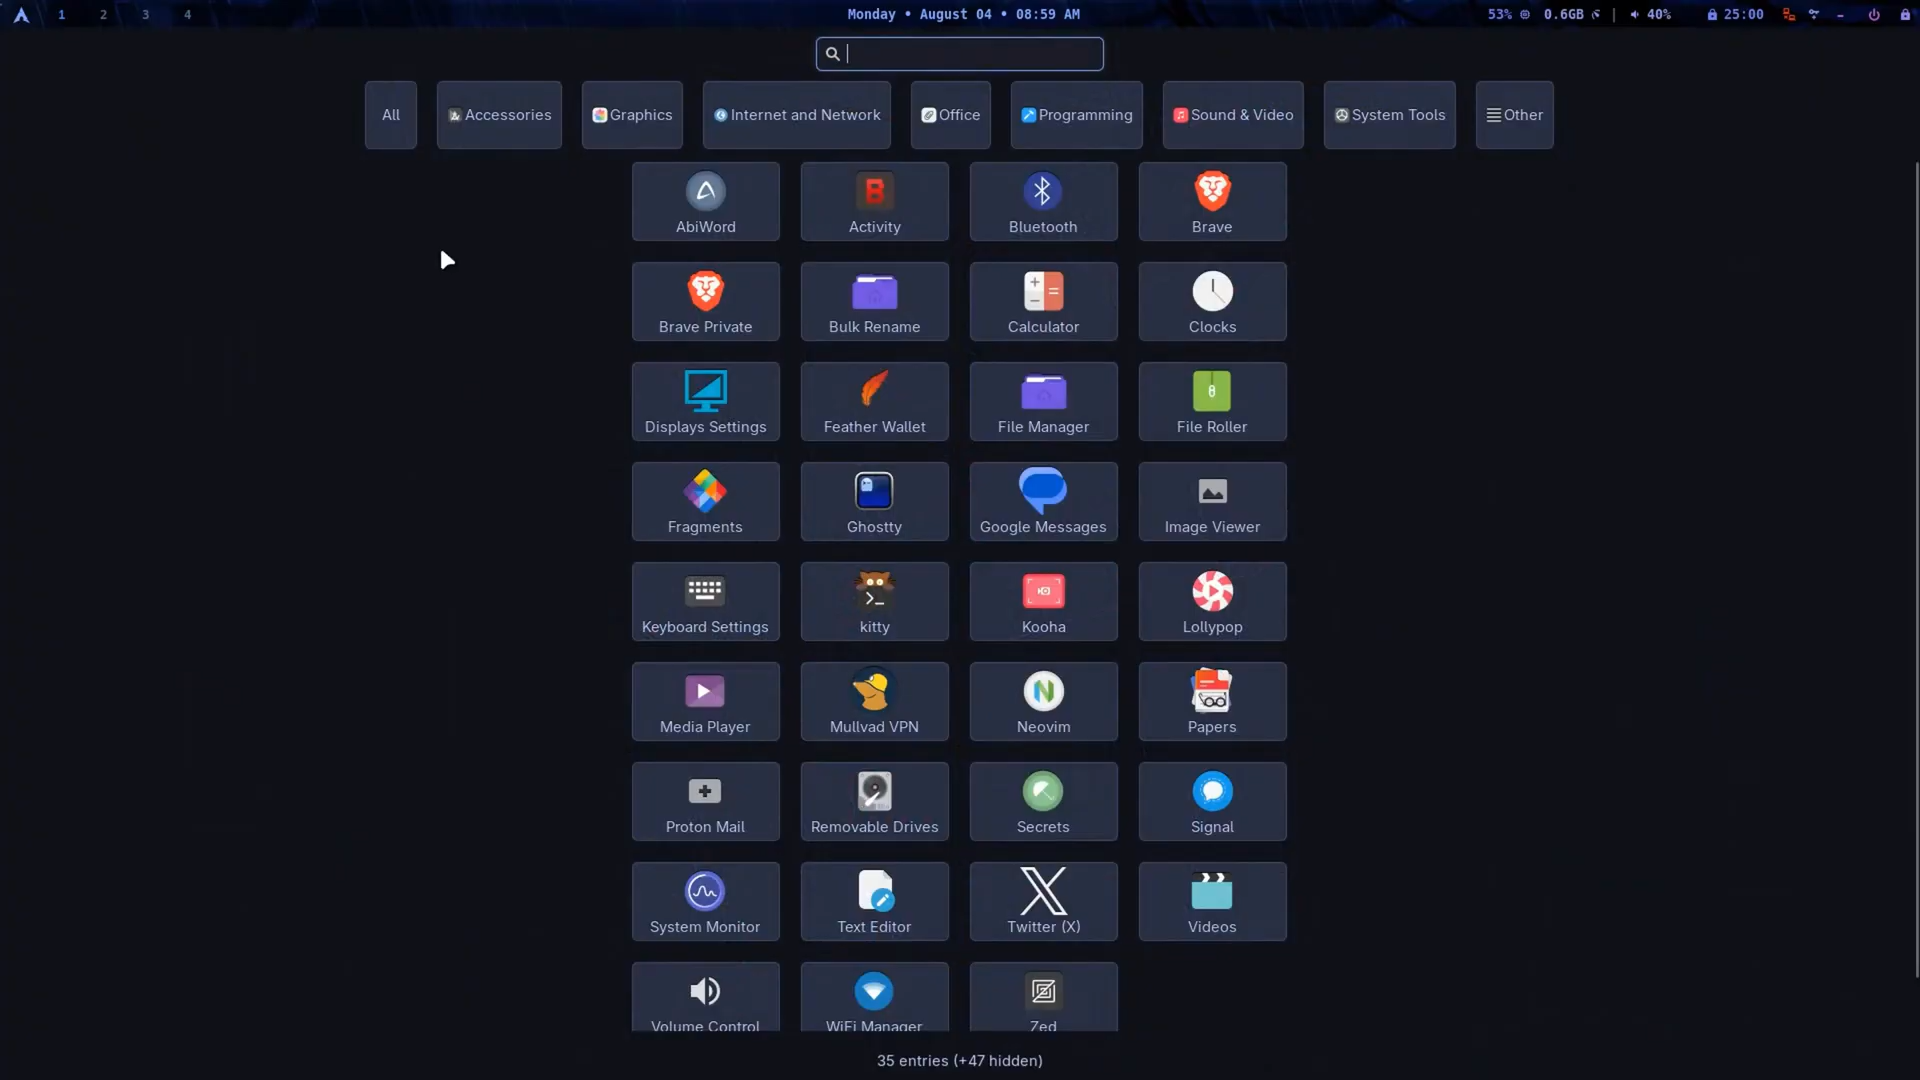 1 2 3 4 Monday • August 04 • 08:59 AM 53% 0.6GB | 40% 25:00
All Accessories Graphics Internet and Network Office Programming Sound & Video System Tools Other
AbiWord Activity Bluetooth Brave
Brave Private Bulk Rename Calculator Clocks
Displays Settings Feather Wallet File Manager File Roller
Fragments Ghostty Google Messages Image Viewer
Keyboard Settings kitty Kooha Lollypop
Media Player Mullvad VPN Neovim Papers
Proton Mail Removable Drives Secrets Signal
System Monitor Text Editor Twitter (X) Videos
Volume Control WiFi Manager Zed
35 entries (+47 hidden)